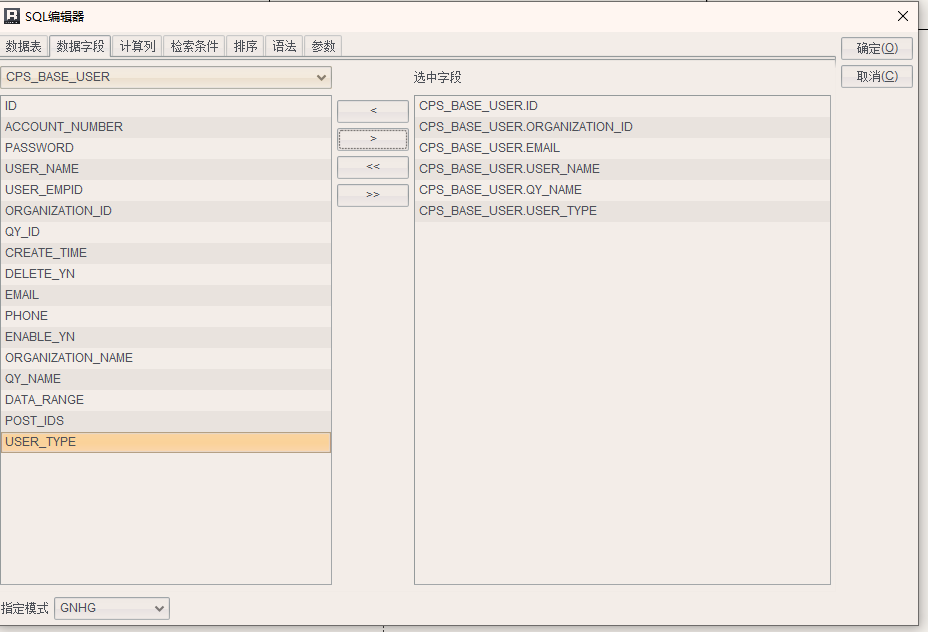 SQL编辑器
数据表 数据字段 计算列 检索条件 排序 语法 参数
确定(O)
取消(C)
CPS_BASE_USER
选中字段
ID
ACCOUNT_NUMBER
PASSWORD
USER_NAME
USER_EMPID
ORGANIZATION_ID
QY_ID
CREATE_TIME
DELETE_YN
EMAIL
PHONE
ENABLE_YN
ORGANIZATION_NAME
QY_NAME
DATA_RANGE
POST_IDS
USER_TYPE
<
>
<<
>>
CPS_BASE_USER.ID
CPS_BASE_USER.ORGANIZATION_ID
CPS_BASE_USER.EMAIL
CPS_BASE_USER.USER_NAME
CPS_BASE_USER.QY_NAME
CPS_BASE_USER.USER_TYPE
指定模式 GNHG